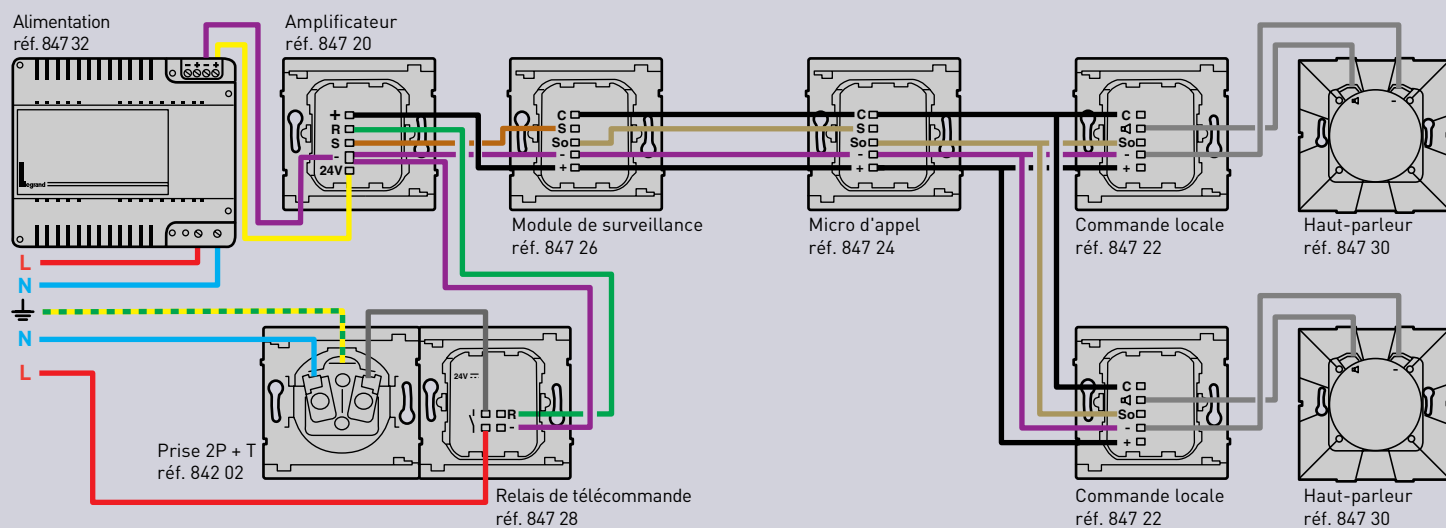 Alimentation
réf. 847 32
Amplificateur
réf. 847 20
- + - +
legrand
+
R
S
-
24V
C
S
So
-
+
Module de surveillance
réf. 847 26
C
S
So
-
+
Micro d'appel
réf. 847 24
C
So
-
+
Commande locale
réf. 847 22
-
Haut-parleur
réf. 847 30
L
N
N
L
Prise 2P + T
réf. 842 02
24V
R
-
Relais de télécommande
réf. 847 28
C
So
-
+
Commande locale
réf. 847 22
-
Haut-parleur
réf. 847 30